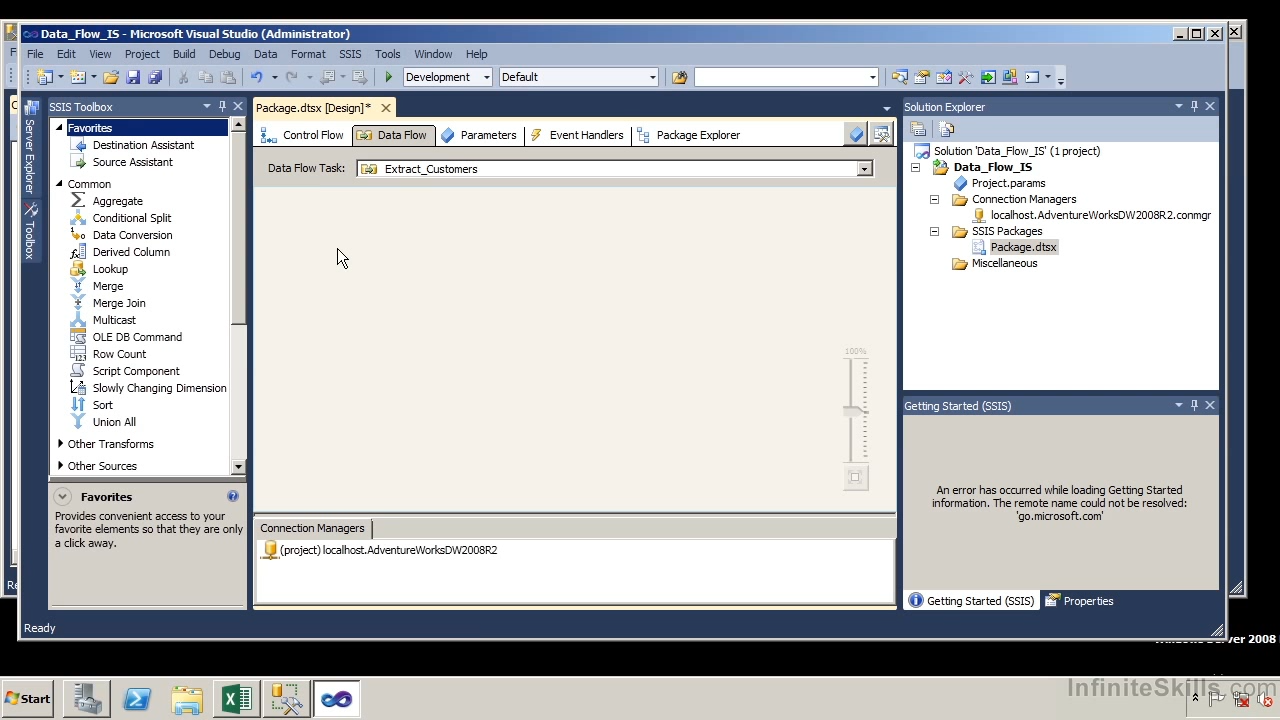 Data_Flow_IS - Microsoft Visual Studio (Administrator)
File Edit View Project Build Debug Data Format SSIS Tools Window Help
Development Default
SSIS Toolbox
Favorites
Destination Assistant
Source Assistant
Common
Aggregate
Conditional Split
Data Conversion
Derived Column
Lookup
Merge
Merge Join
Multicast
OLE DB Command
Row Count
Script Component
Slowly Changing Dimension
Sort
Union All
Other Transforms
Other Sources
Favorites
Provides convenient access to your
favorite elements so that they are only
a click away.
Server Explorer
Toolbox
Package.dtsx [Design]*
Control Flow Data Flow Parameters Event Handlers Package Explorer
Data Flow Task: Extract_Customers
100%
Connection Managers
(project) localhost.AdventureWorksDW2008R2
Solution Explorer
Solution 'Data_Flow_IS' (1 project)
Data_Flow_IS
Project.params
Connection Managers
localhost.AdventureWorksDW2008R2.conmgr
SSIS Packages
Package.dtsx
Miscellaneous
Getting Started (SSIS)
An error has occurred while loading Getting Started
information. The remote name could not be resolved:
'go.microsoft.com'
Getting Started (SSIS) Properties
Ready
Start
InfiniteSkills.com